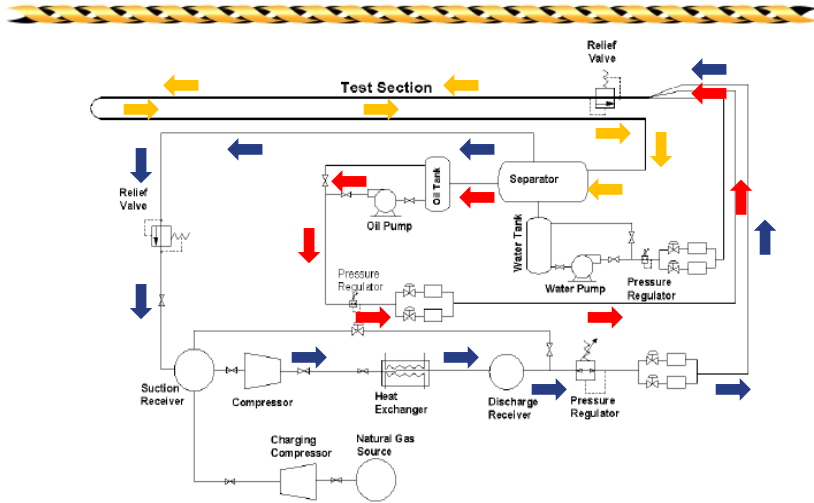 Relief
Valve
Test Section
Relief
Valve
Oil Tank
Separator
Oil Pump
Water Tank
Water Pump
Pressure
Regulator
Pressure
Regulator
Suction
Receiver
Compressor
Heat
Exchanger
Discharge
Receiver
Pressure
Regulator
Charging
Compressor
Natural Gas
Source